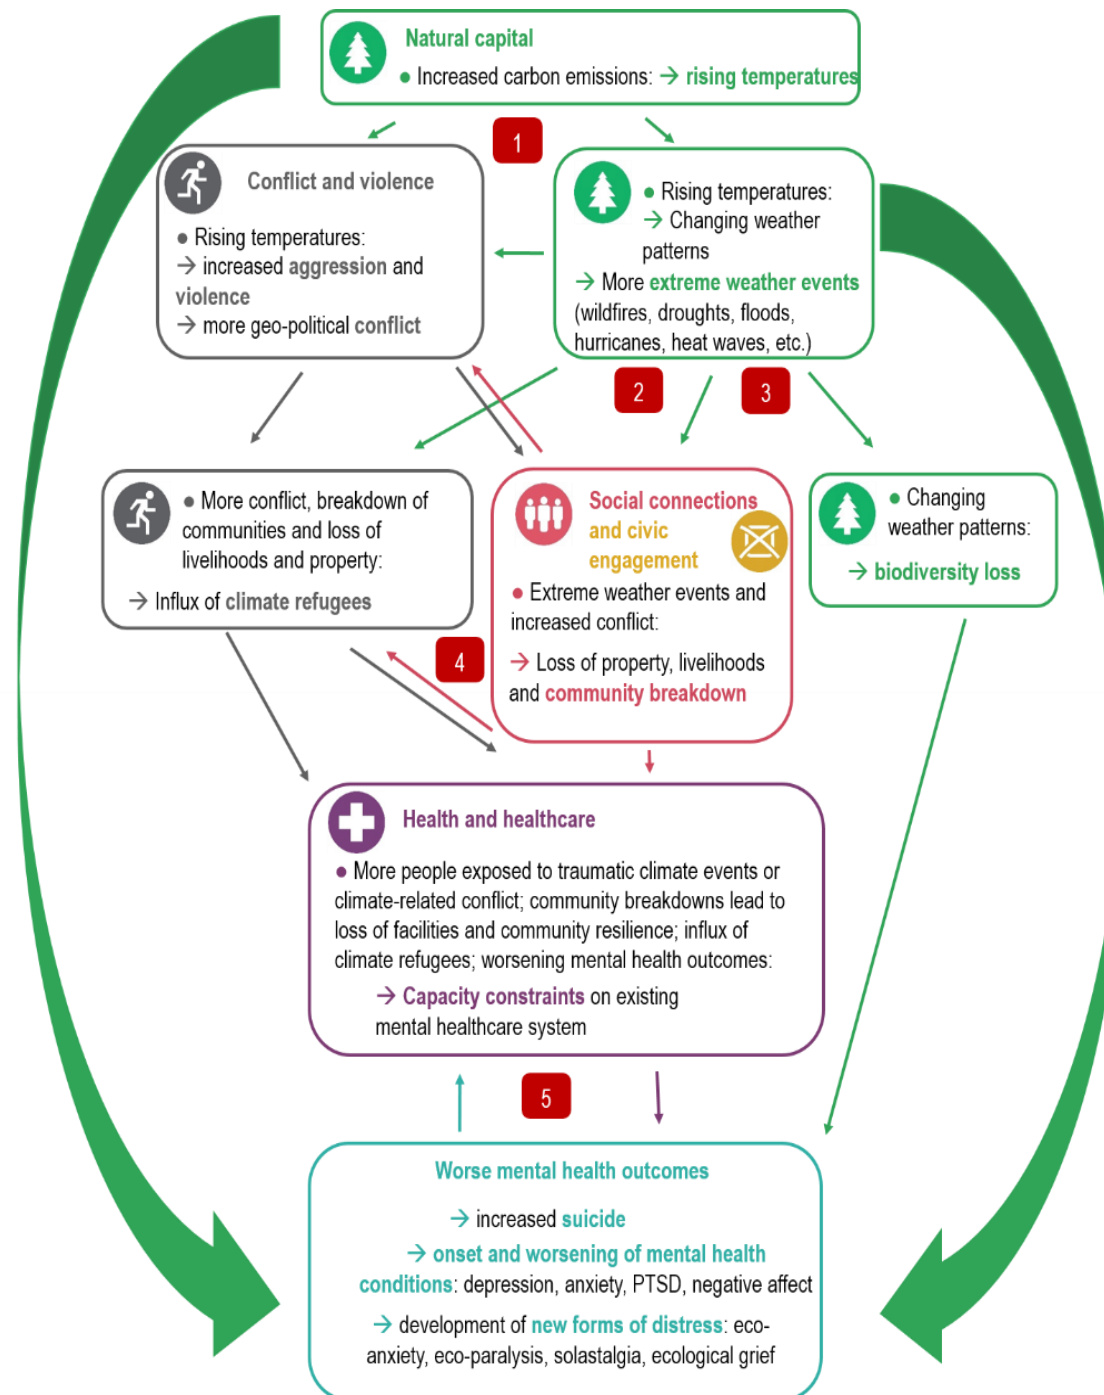 Natural capital
● Increased carbon emissions: → rising temperatures
1
Conflict and violence
● Rising temperatures:
→ increased aggression and
violence
→ more geo-political conflict
● Rising temperatures:
→ Changing weather
patterns
→ More extreme weather events
(wildfires, droughts, floods,
hurricanes, heat waves, etc.)
2
3
● More conflict, breakdown of
communities and loss of
livelihoods and property:
→ Influx of climate refugees
Social connections
and civic
engagement
● Extreme weather events and
increased conflict:
→ Loss of property, livelihoods
and community breakdown
● Changing
weather patterns:
→ biodiversity loss
4
Health and healthcare
● More people exposed to traumatic climate events or
climate-related conflict; community breakdowns lead to
loss of facilities and community resilience; influx of
climate refugees; worsening mental health outcomes:
→ Capacity constraints on existing
mental healthcare system
5
Worse mental health outcomes
→ increased suicide
→ onset and worsening of mental health
conditions: depression, anxiety, PTSD, negative affect
→ development of new forms of distress: eco-
anxiety, eco-paralysis, solastalgia, ecological grief